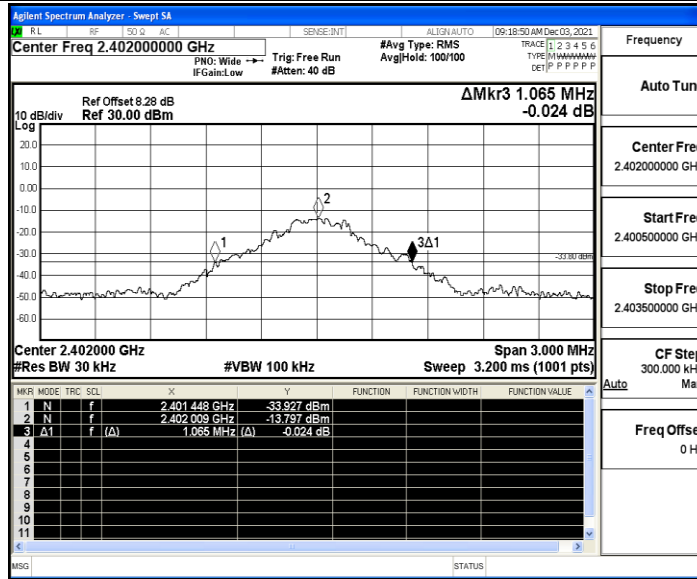 Agilent Spectrum Analyzer - Swept SA
RL RF 50 Ω AC SENSE:INT ALIGNAUTO 09:18:50 AM Dec 03, 2021
Center Freq 2.402000000 GHz
PNO: Wide
IFGain:Low
Trig: Free Run
#Atten: 40 dB
#Avg Type: RMS
Avg|Hold: 100/100
TRACE 1 2 3 4 5 6
TYPE M WWWWW
DET P P P P P P
ΔMkr3 1.065 MHz
-0.024 dB
Ref Offset 8.28 dB
10 dB/div Ref 30.00 dBm
Log
20.0
10.0
0.00
-10.0
-20.0
-30.0
-40.0
-50.0
-60.0
1
2
3Δ1
-33.80 dBm
Center 2.402000 GHz Span 3.000 MHz
#Res BW 30 kHz #VBW 100 kHz Sweep 3.200 ms (1001 pts)
MKR MODE TRC SCL X Y FUNCTION FUNCTION WIDTH FUNCTION VALUE
1 N f 2.401 448 GHz -33.927 dBm
2 N f 2.402 009 GHz -13.797 dBm
3 Δ1 f (Δ) 1.065 MHz (Δ) -0.024 dB
4
5
6
7
8
9
10
11
MSG STATUS
Frequency
Auto Tun
Center Fre
2.402000000 GH
Start Fre
2.400500000 GH
Stop Fre
2.403500000 GH
CF Step
300.000 kH
Auto Ma
Freq Offse
0 H